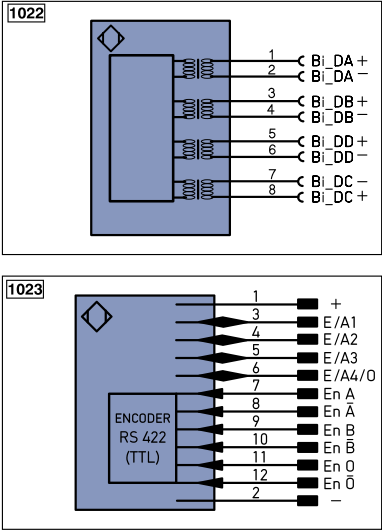 1022
1 Bi_DA+
2 Bi_DA−
3 Bi_DB+
4 Bi_DB−
5 Bi_DD+
6 Bi_DD−
7 Bi_DC−
8 Bi_DC+
1023
1 +
3 E/A1
4 E/A2
5 E/A3
6 E/A4/O
7 En A
8 En A̅
9 En B
10 En B̅
11 En O
12 En O̅
2 −
ENCODER
RS 422
(TTL)